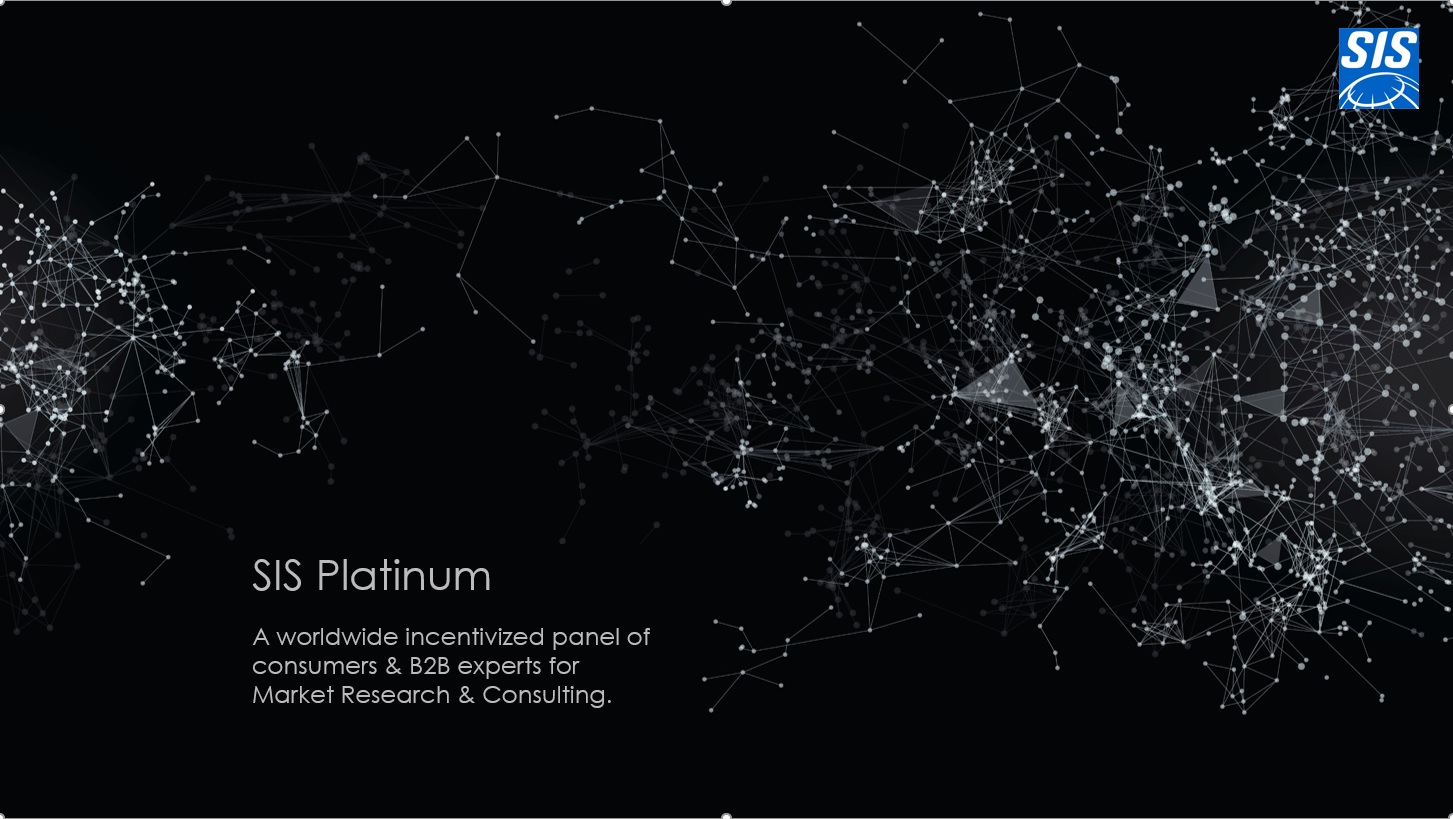 SIS
SIS Platinum
A worldwide incentivized panel of
consumers & B2B experts for
Market Research & Consulting.